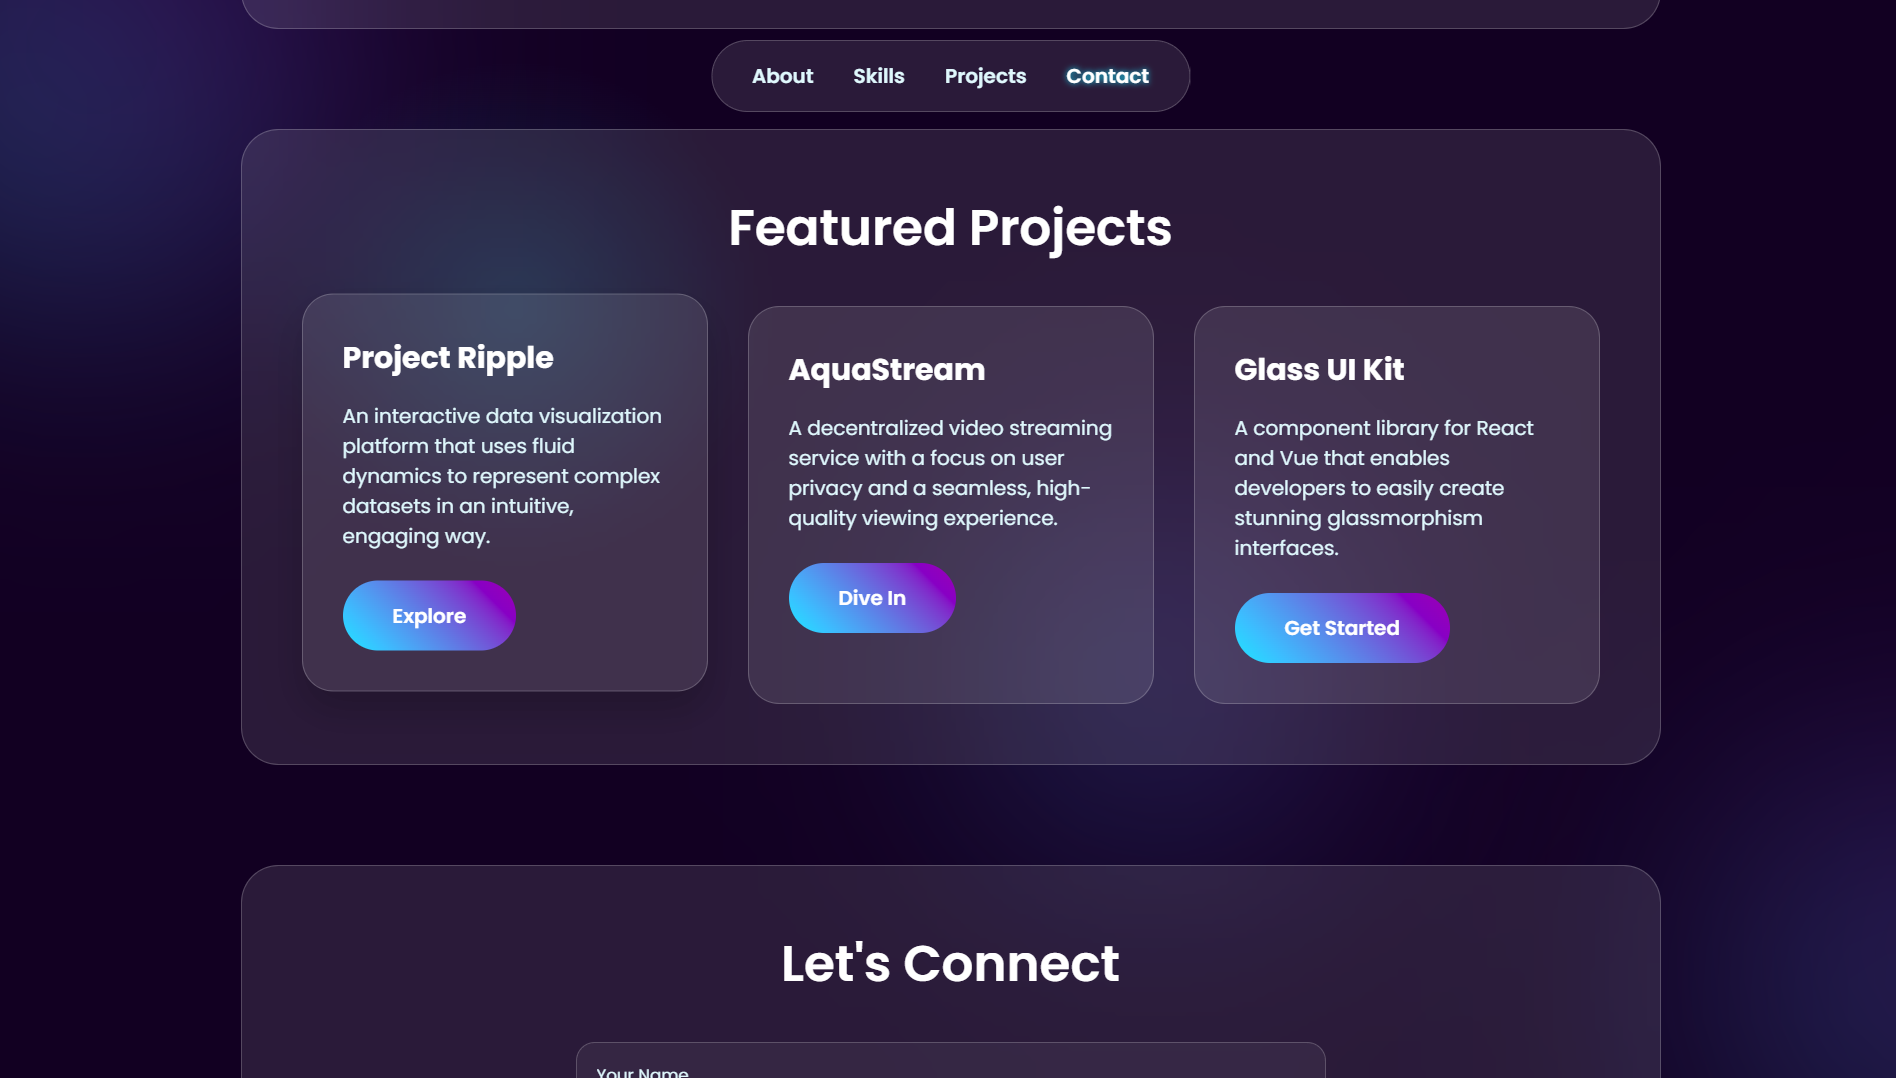 About Skills Projects Contact
Featured Projects
Project Ripple
An interactive data visualization
platform that uses fluid
dynamics to represent complex
datasets in an intuitive,
engaging way.
Explore
AquaStream
A decentralized video streaming
service with a focus on user
privacy and a seamless, high-
quality viewing experience.
Dive In
Glass UI Kit
A component library for React
and Vue that enables
developers to easily create
stunning glassmorphism
interfaces.
Get Started
Let's Connect
Your Name